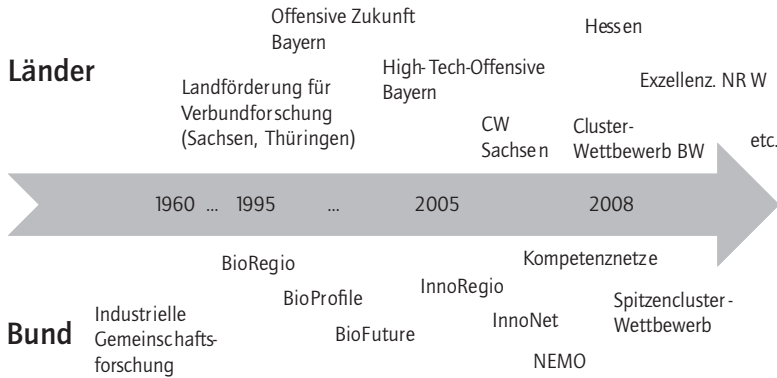 Offensive Zukunft
Bayern
Hessen
Länder
High-Tech-Offensive
Bayern
Exzellenz. NRW
Landförderung für
Verbundforschung
(Sachsen, Thüringen)
CW
Sachsen
Cluster-
Wettbewerb BW
etc.
1960 ... 1995 ... 2005 2008
BioRegio
Kompetenznetze
BioProfile
InnoRegio
Spitzencluster-
Wettbewerb
Bund
Industrielle
Gemeinschafts-
forschung
BioFuture
InnoNet
NEMO